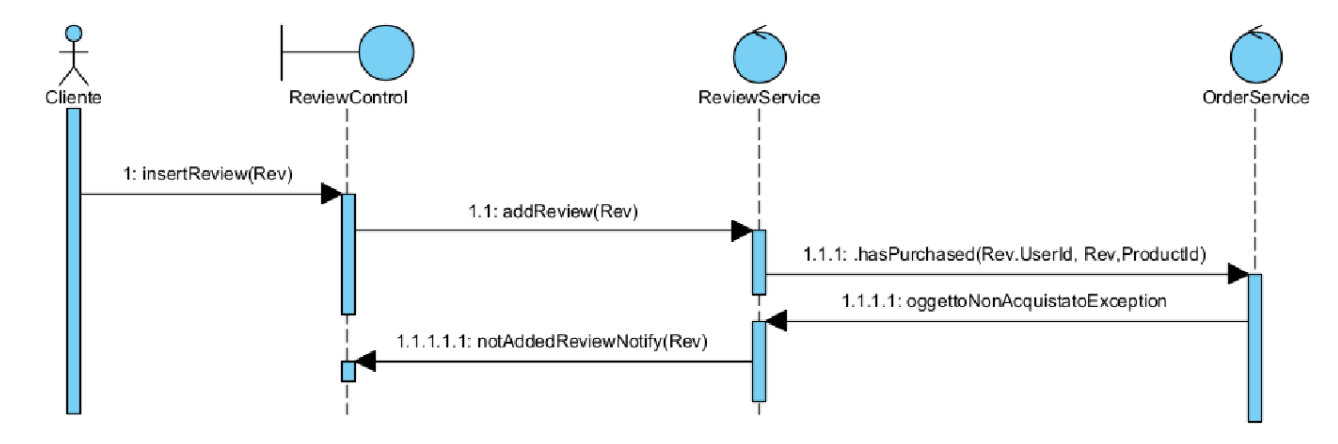 Cliente
ReviewControl
ReviewService
OrderService
1: insertReview(Rev)
1.1: addReview(Rev)
1.1.1: .hasPurchased(Rev.UserId, Rev,ProductId)
1.1.1.1: oggettoNonAcquistatoException
1.1.1.1.1: notAddedReviewNotify(Rev)